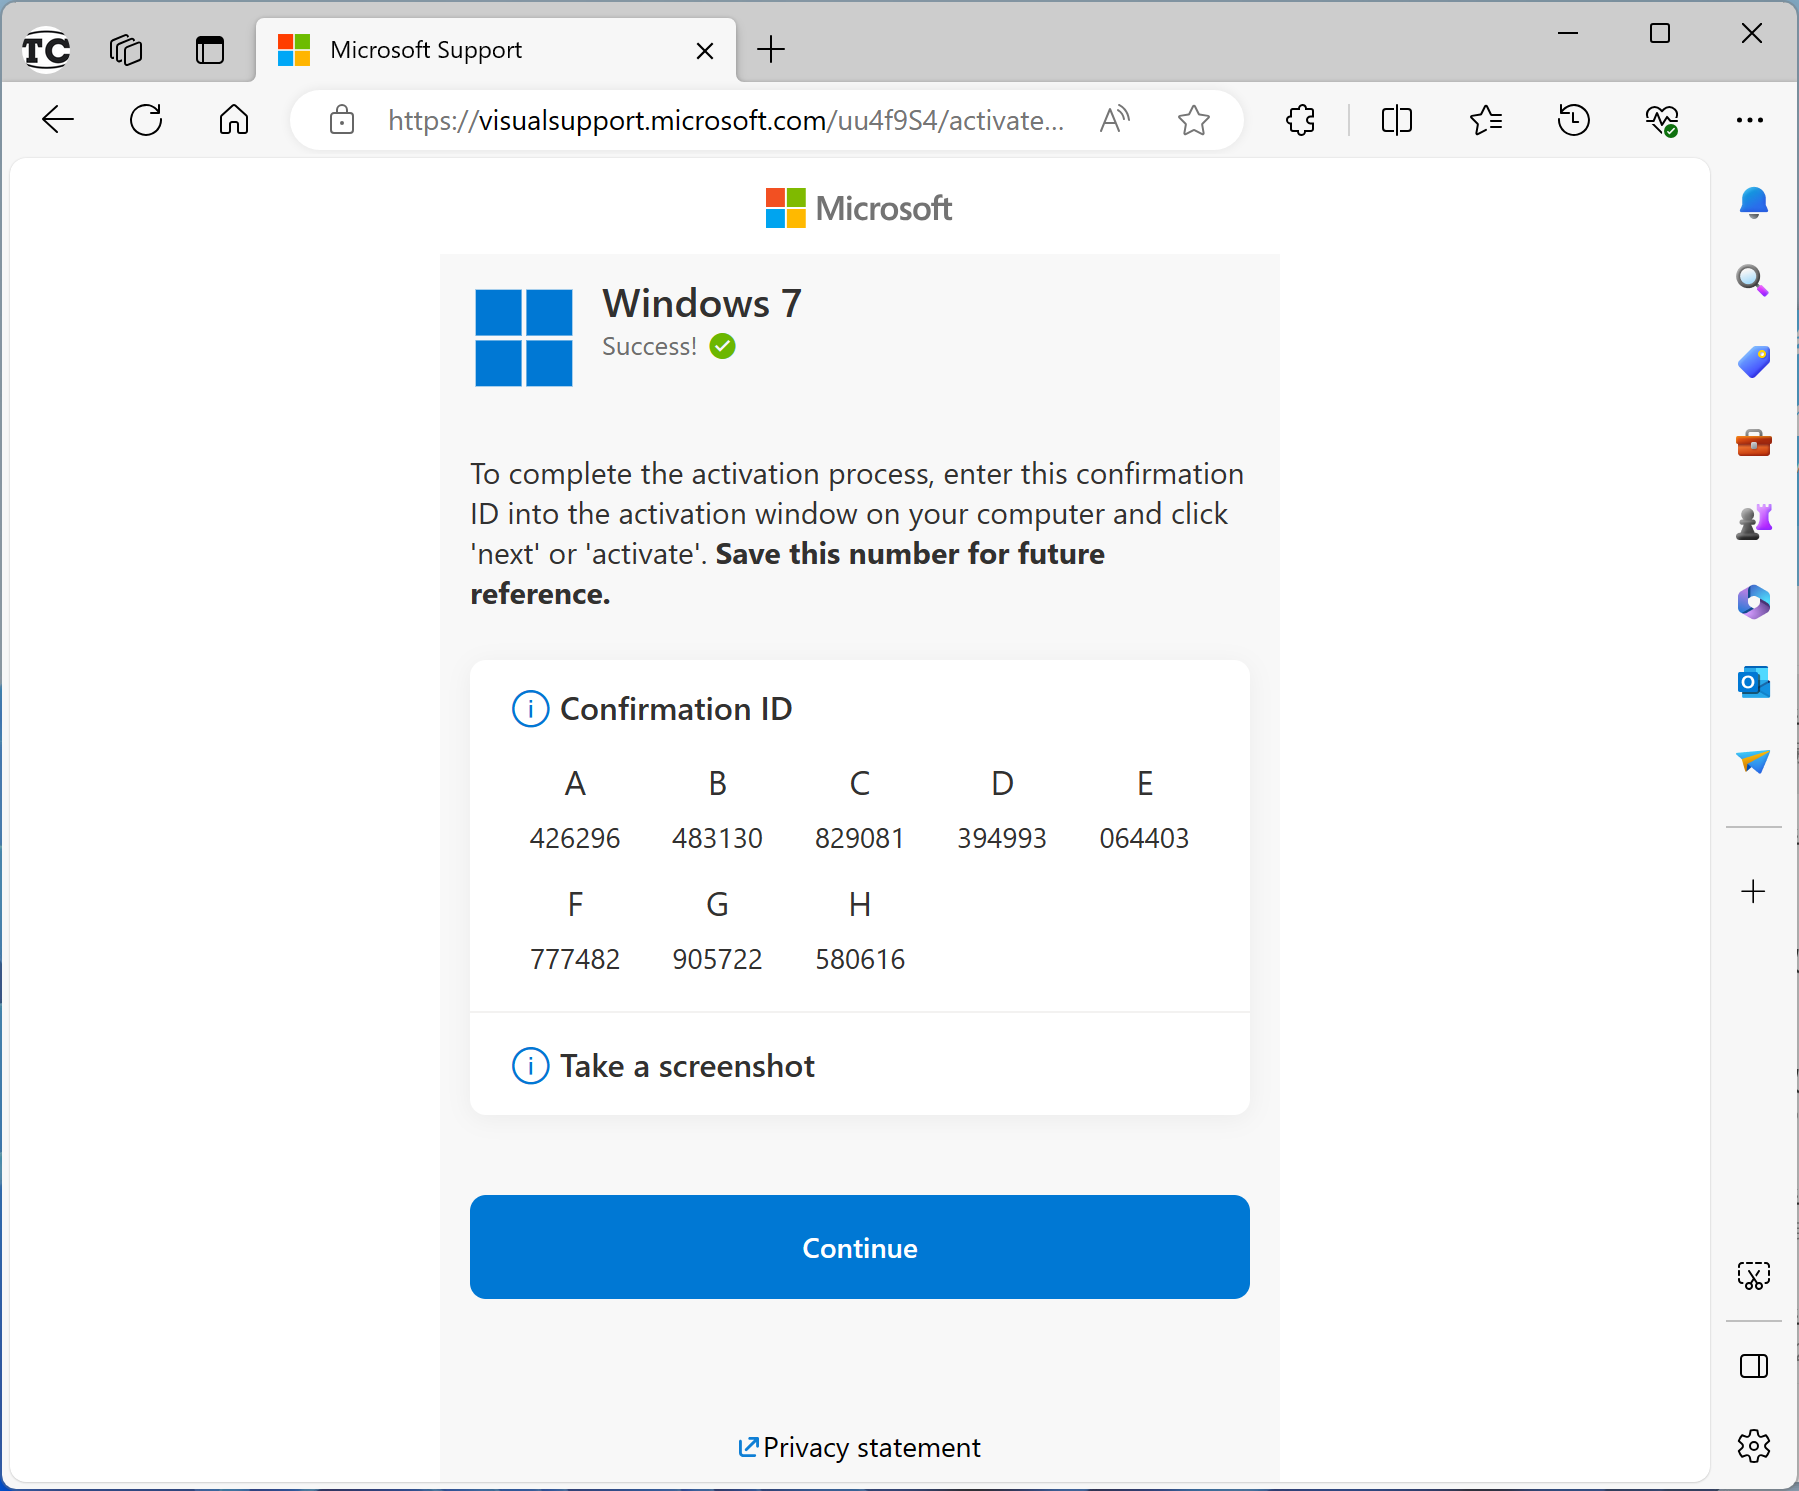 TC
Microsoft Support
https://visualsupport.microsoft.com/uu4f9S4/activate...
Microsoft
Windows 7
Success!
To complete the activation process, enter this confirmation
ID into the activation window on your computer and click
'next' or 'activate'. Save this number for future
reference.
Confirmation ID
A B C D E
426296 483130 829081 394993 064403
F G H
777482 905722 580616
Take a screenshot
Continue
Privacy statement